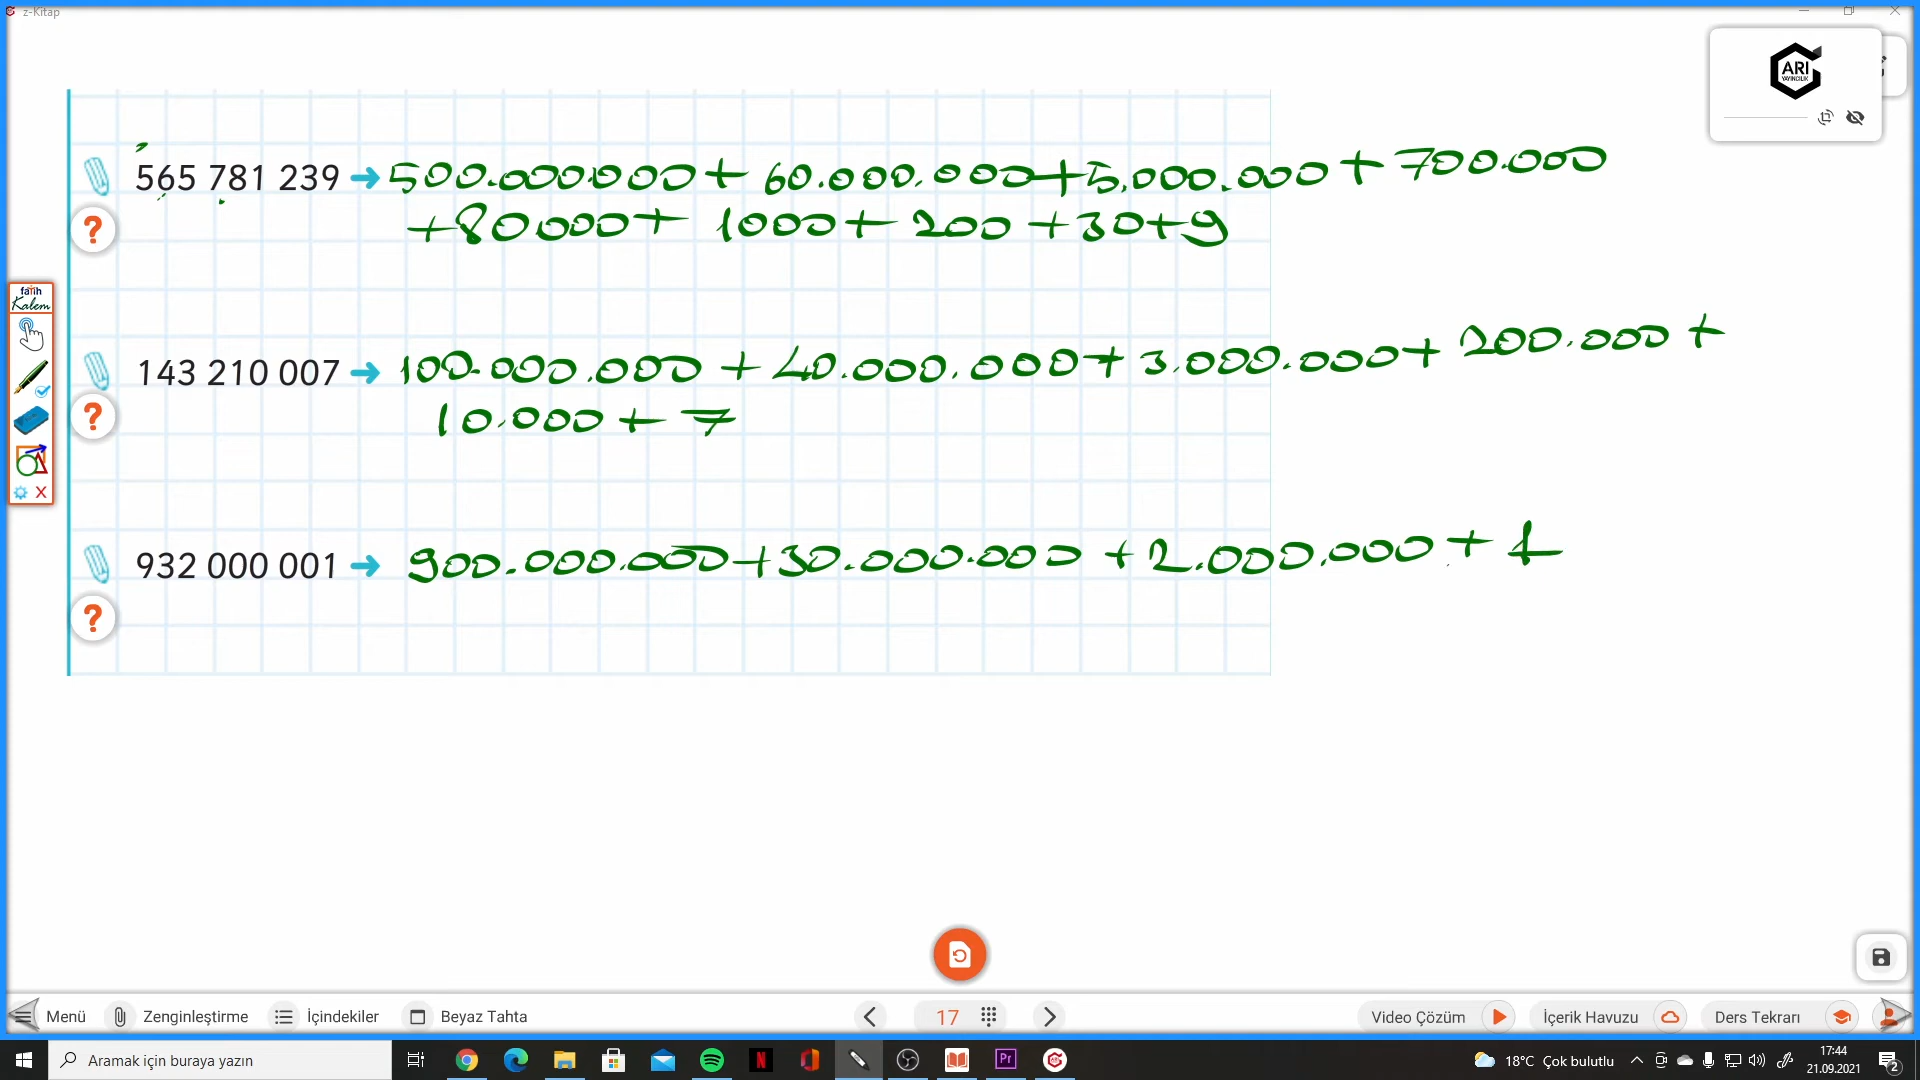 z-Kitap
ARI
YAYINCILIK
565 781 239 → 500.000.000 + 60.000.000 + 5.000.000 + 700.000
+ 80000 + 1000 + 200 + 30 + 9
?
fatih
Kalem
143 210 007 → 100.000.000 + 40.000.000 + 3.000.000 + 200.000 +
10.000 + 7
?
932 000 001 → 900.000.000 + 30.000.000 + 2.000.000 + 1
?
X
Menü Zenginleştirme İçindekiler Beyaz Tahta 17 Video Çözüm İçerik Havuzu Ders Tekrarı
Aramak için buraya yazın N Pr 18°C Çok bulutlu 17:44
21.09.2021 2